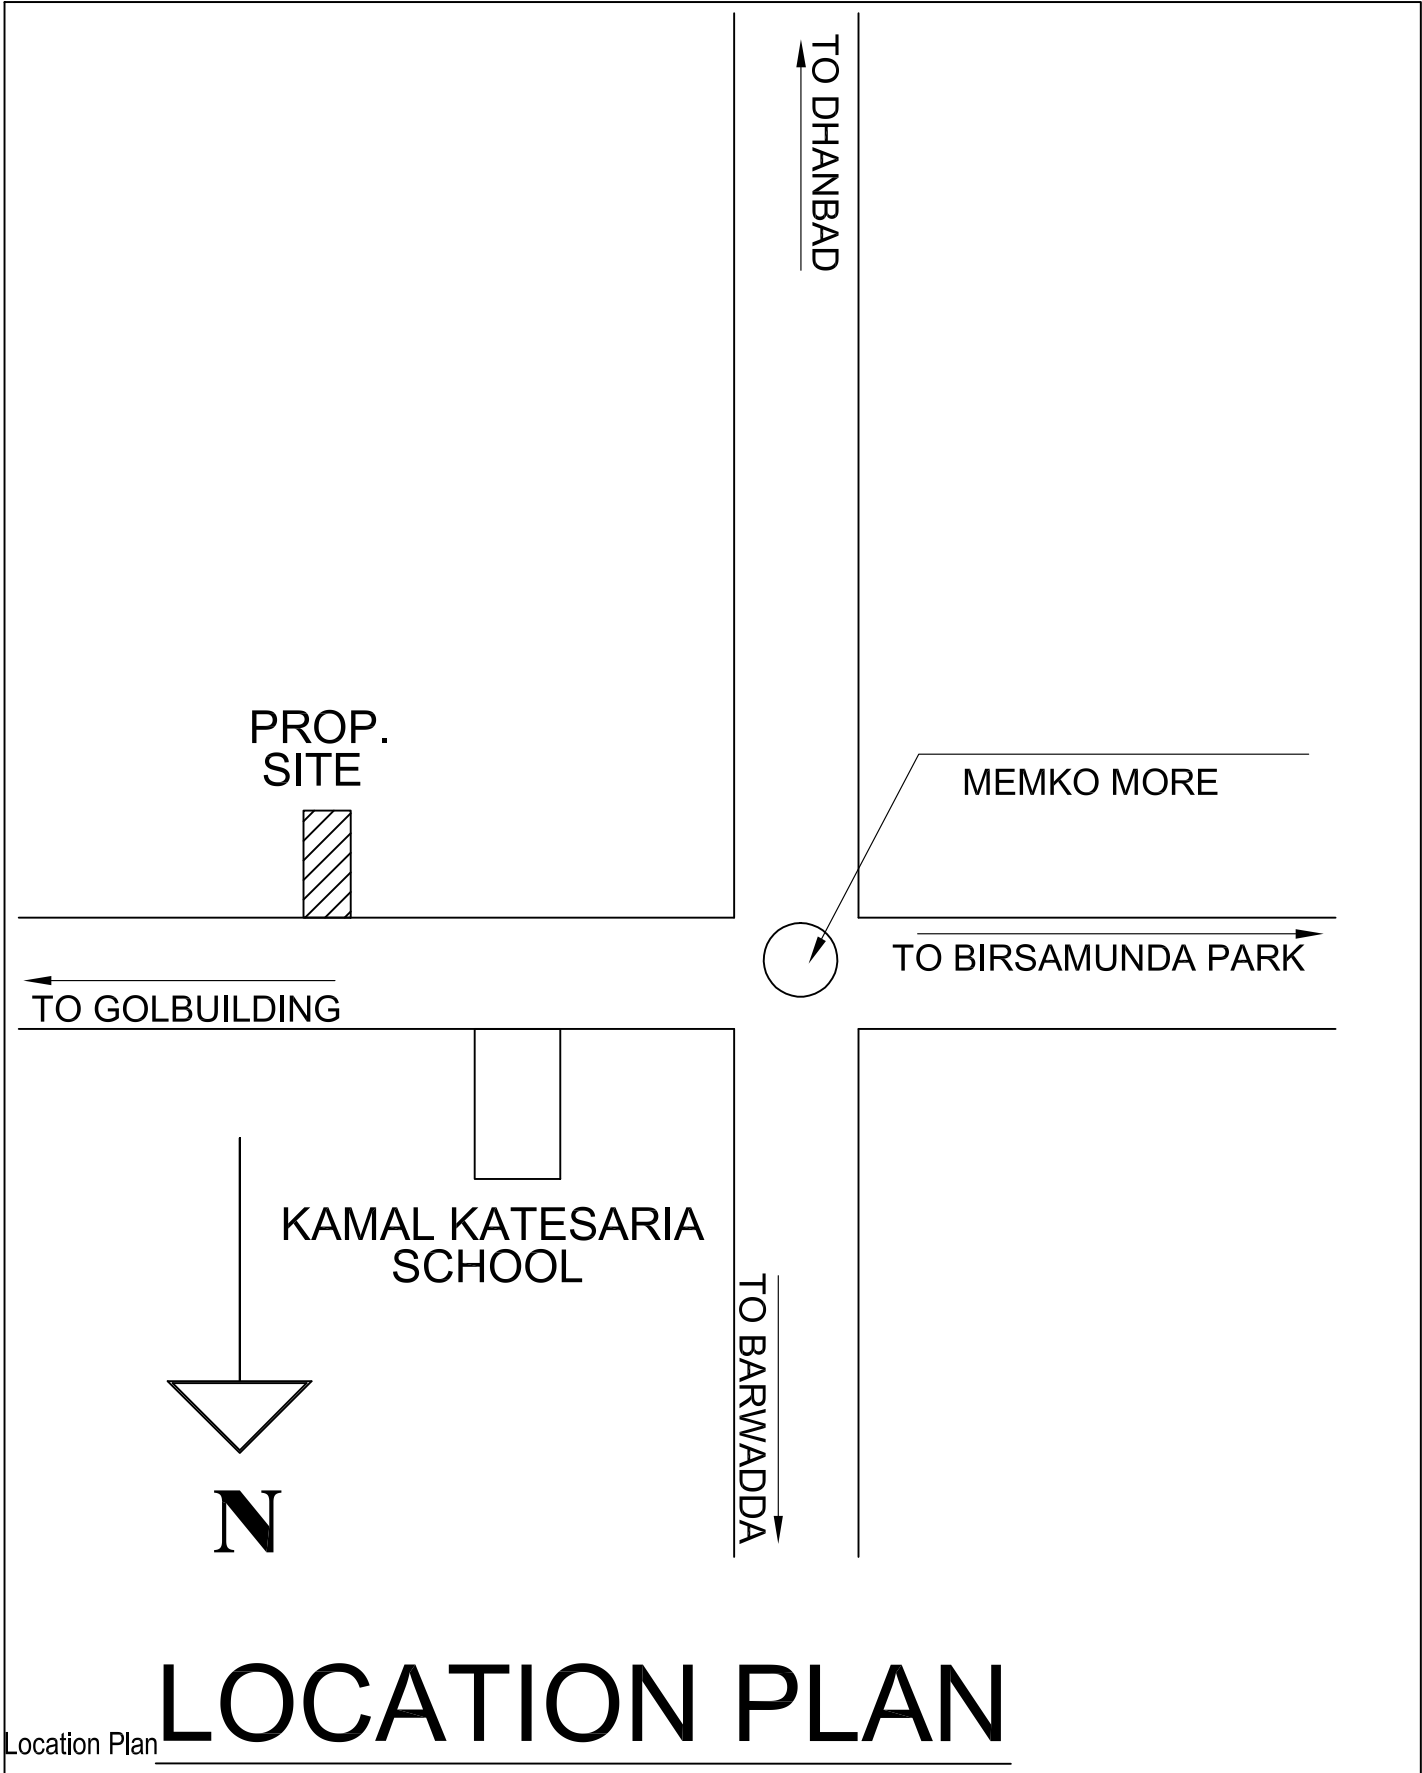 TO DHANBAD
PROP.
SITE
MEMKO MORE
TO BIRSAMUNDA PARK
TO GOLBUILDING
KAMAL KATESARIA
SCHOOL
TO BARWADDA
N
LOCATION PLAN
Location Plan